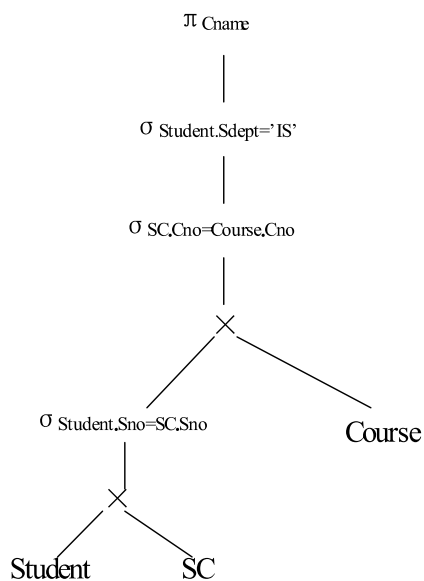 π Cname
σ Student.Sdept='IS'
σ SC.Cno=Course.Cno
×
σ Student.Sno=SC.Sno
Course
×
Student SC